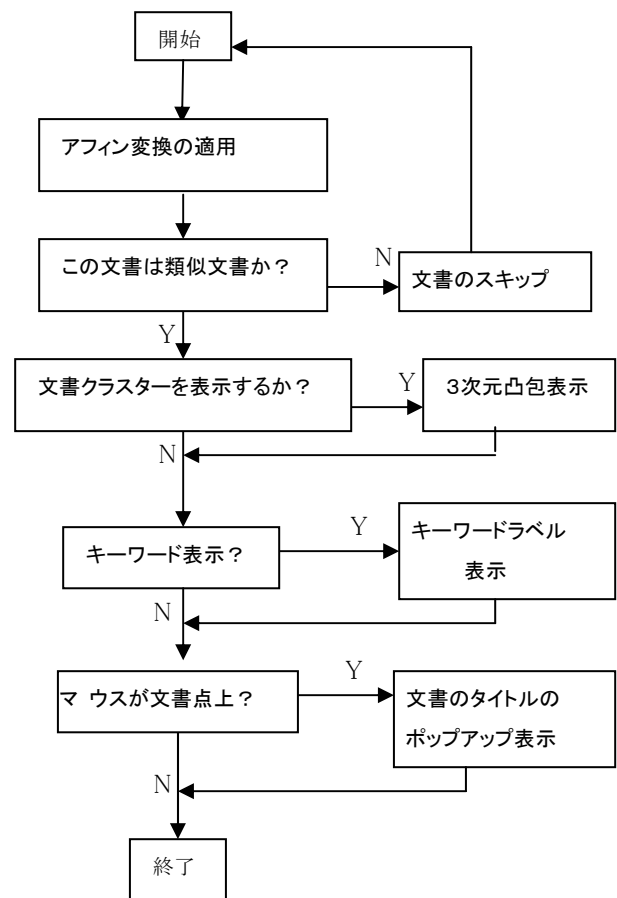 開始
アフィン変換の適用
この文書は類似文書か？
N
文書のスキップ
Y
文書クラスターを表示するか？
Y
３次元凸包表示
N
キーワード表示？
Y
キーワードラベル
表示
N
マ ウスが文書点上？
Y
文書のタイトルの
ポップアップ表示
N
終了